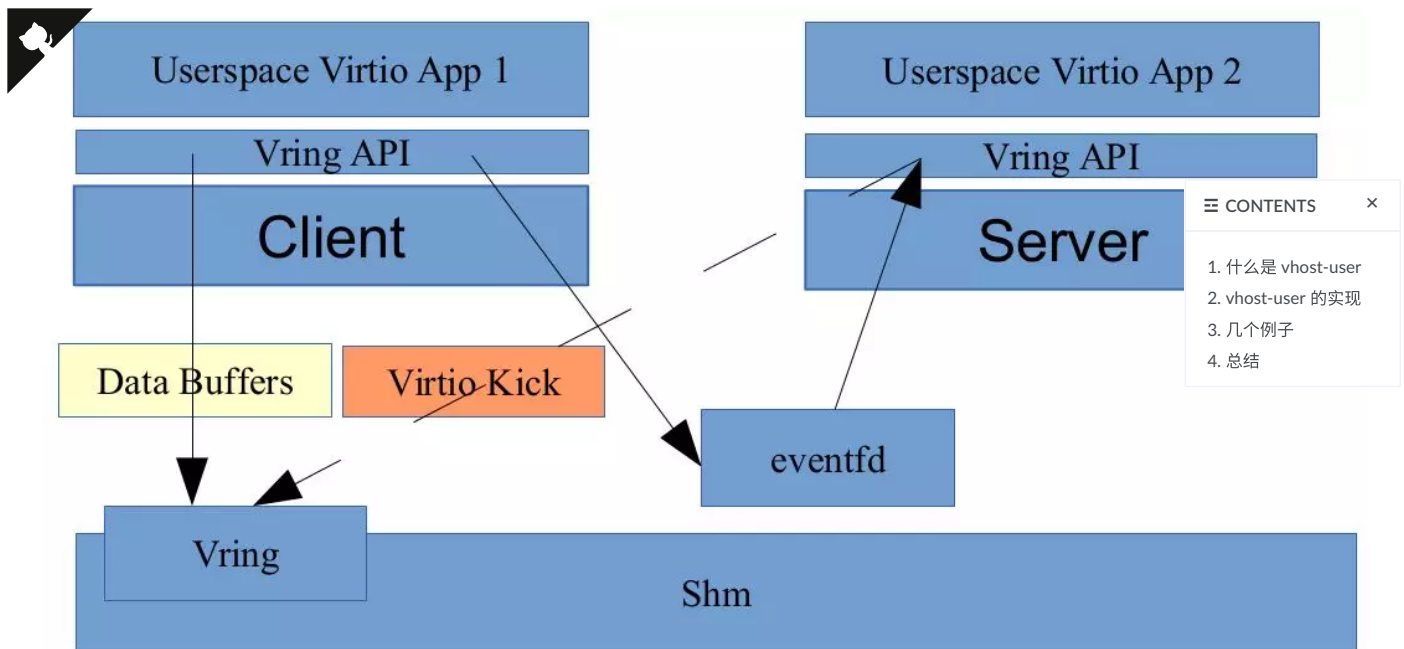 Userspace Virtio App 1
Userspace Virtio App 2
Vring API
Vring API
Client
Server
CONTENTS
1. 什么是 vhost-user
2. vhost-user 的实现
3. 几个例子
4. 总结
Data Buffers
Virtio Kick
eventfd
Vring
Shm